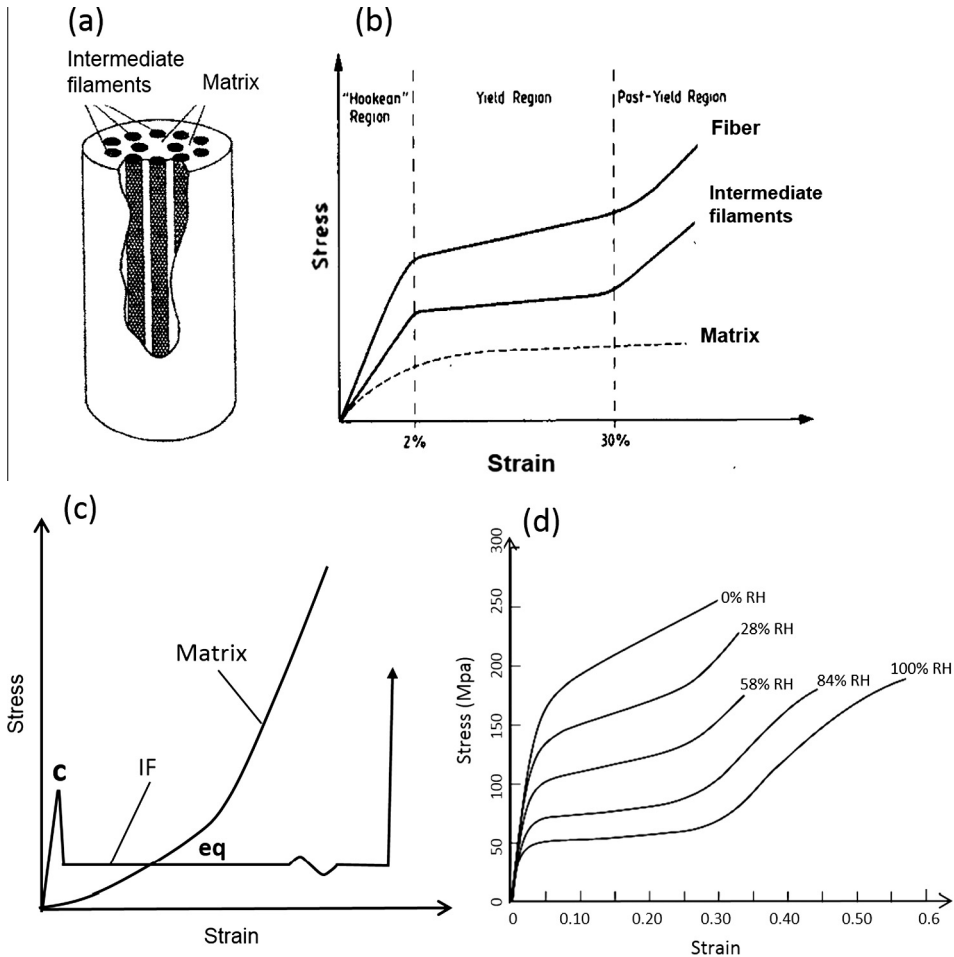 (a)
Intermediate
filaments
Matrix
(b)
"Hookean"
Region
Yield Region
Post-Yield Region
Fiber
Intermediate
filaments
Matrix
Stress
2%
30%
Strain
(c)
Stress
Matrix
c
IF
eq
Strain
(d)
Stress (Mpa)
300
250
200
150
100
50
0
0% RH
28% RH
58% RH
84% RH
100% RH
0
0.10
0.20
0.30
0.40
0.50
0.6
Strain